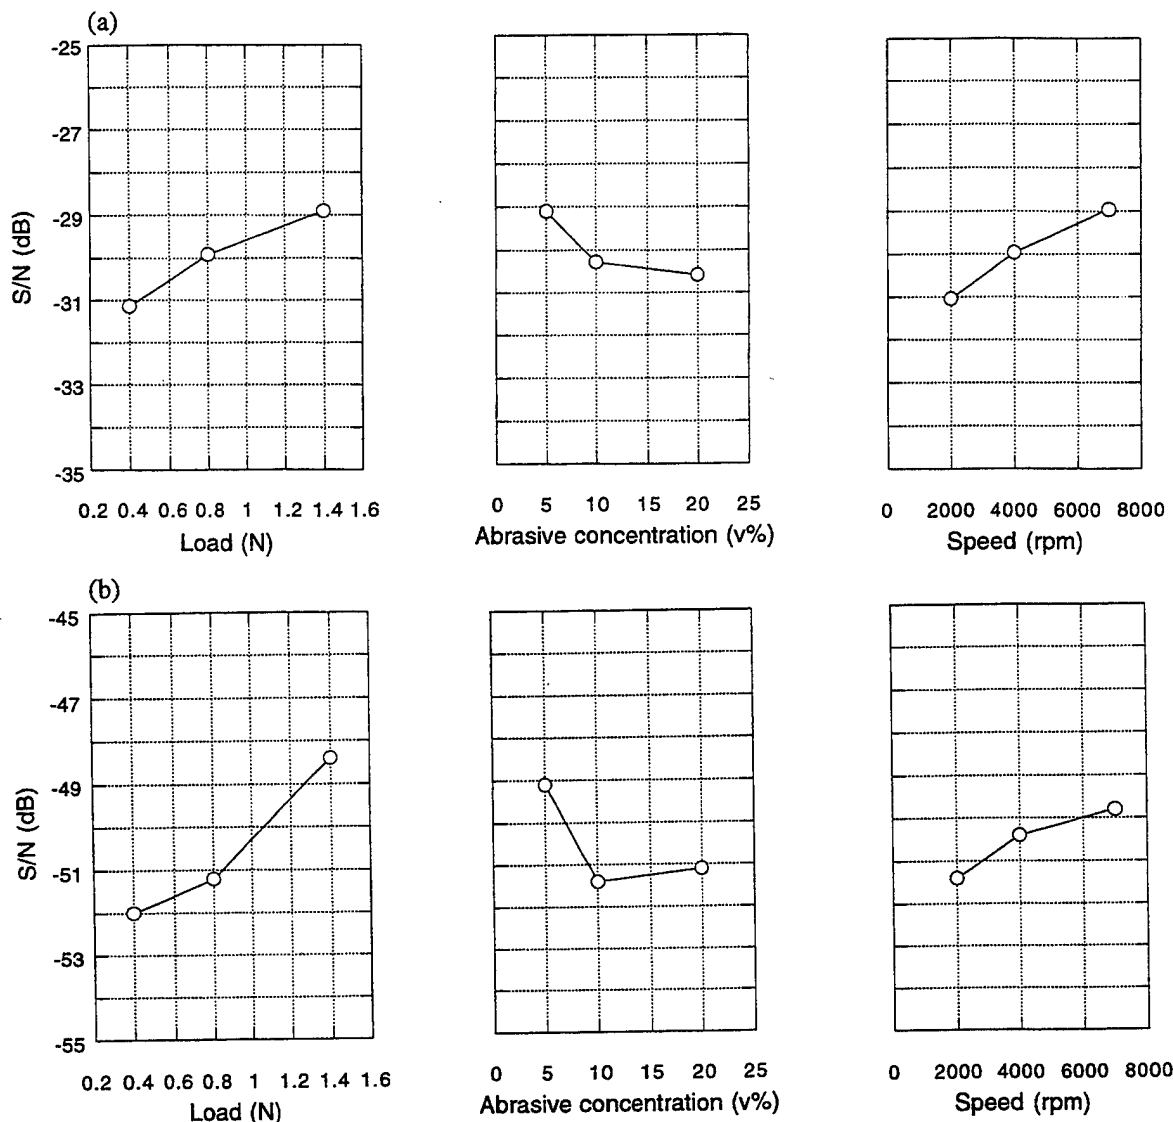 (a)
-25
-27
-29
-31
-33
-35
S/N (dB)
0.2 0.4 0.6 0.8 1 1.2 1.4 1.6
Load (N)
0 5 10 15 20 25
Abrasive concentration (v%)
0 2000 4000 6000 8000
Speed (rpm)
(b)
-45
-47
-49
-51
-53
-55
S/N (dB)
0.2 0.4 0.6 0.8 1 1.2 1.4 1.6
Load (N)
0 5 10 15 20 25
Abrasive concentration (v%)
0 2000 4000 6000 8000
Speed (rpm)